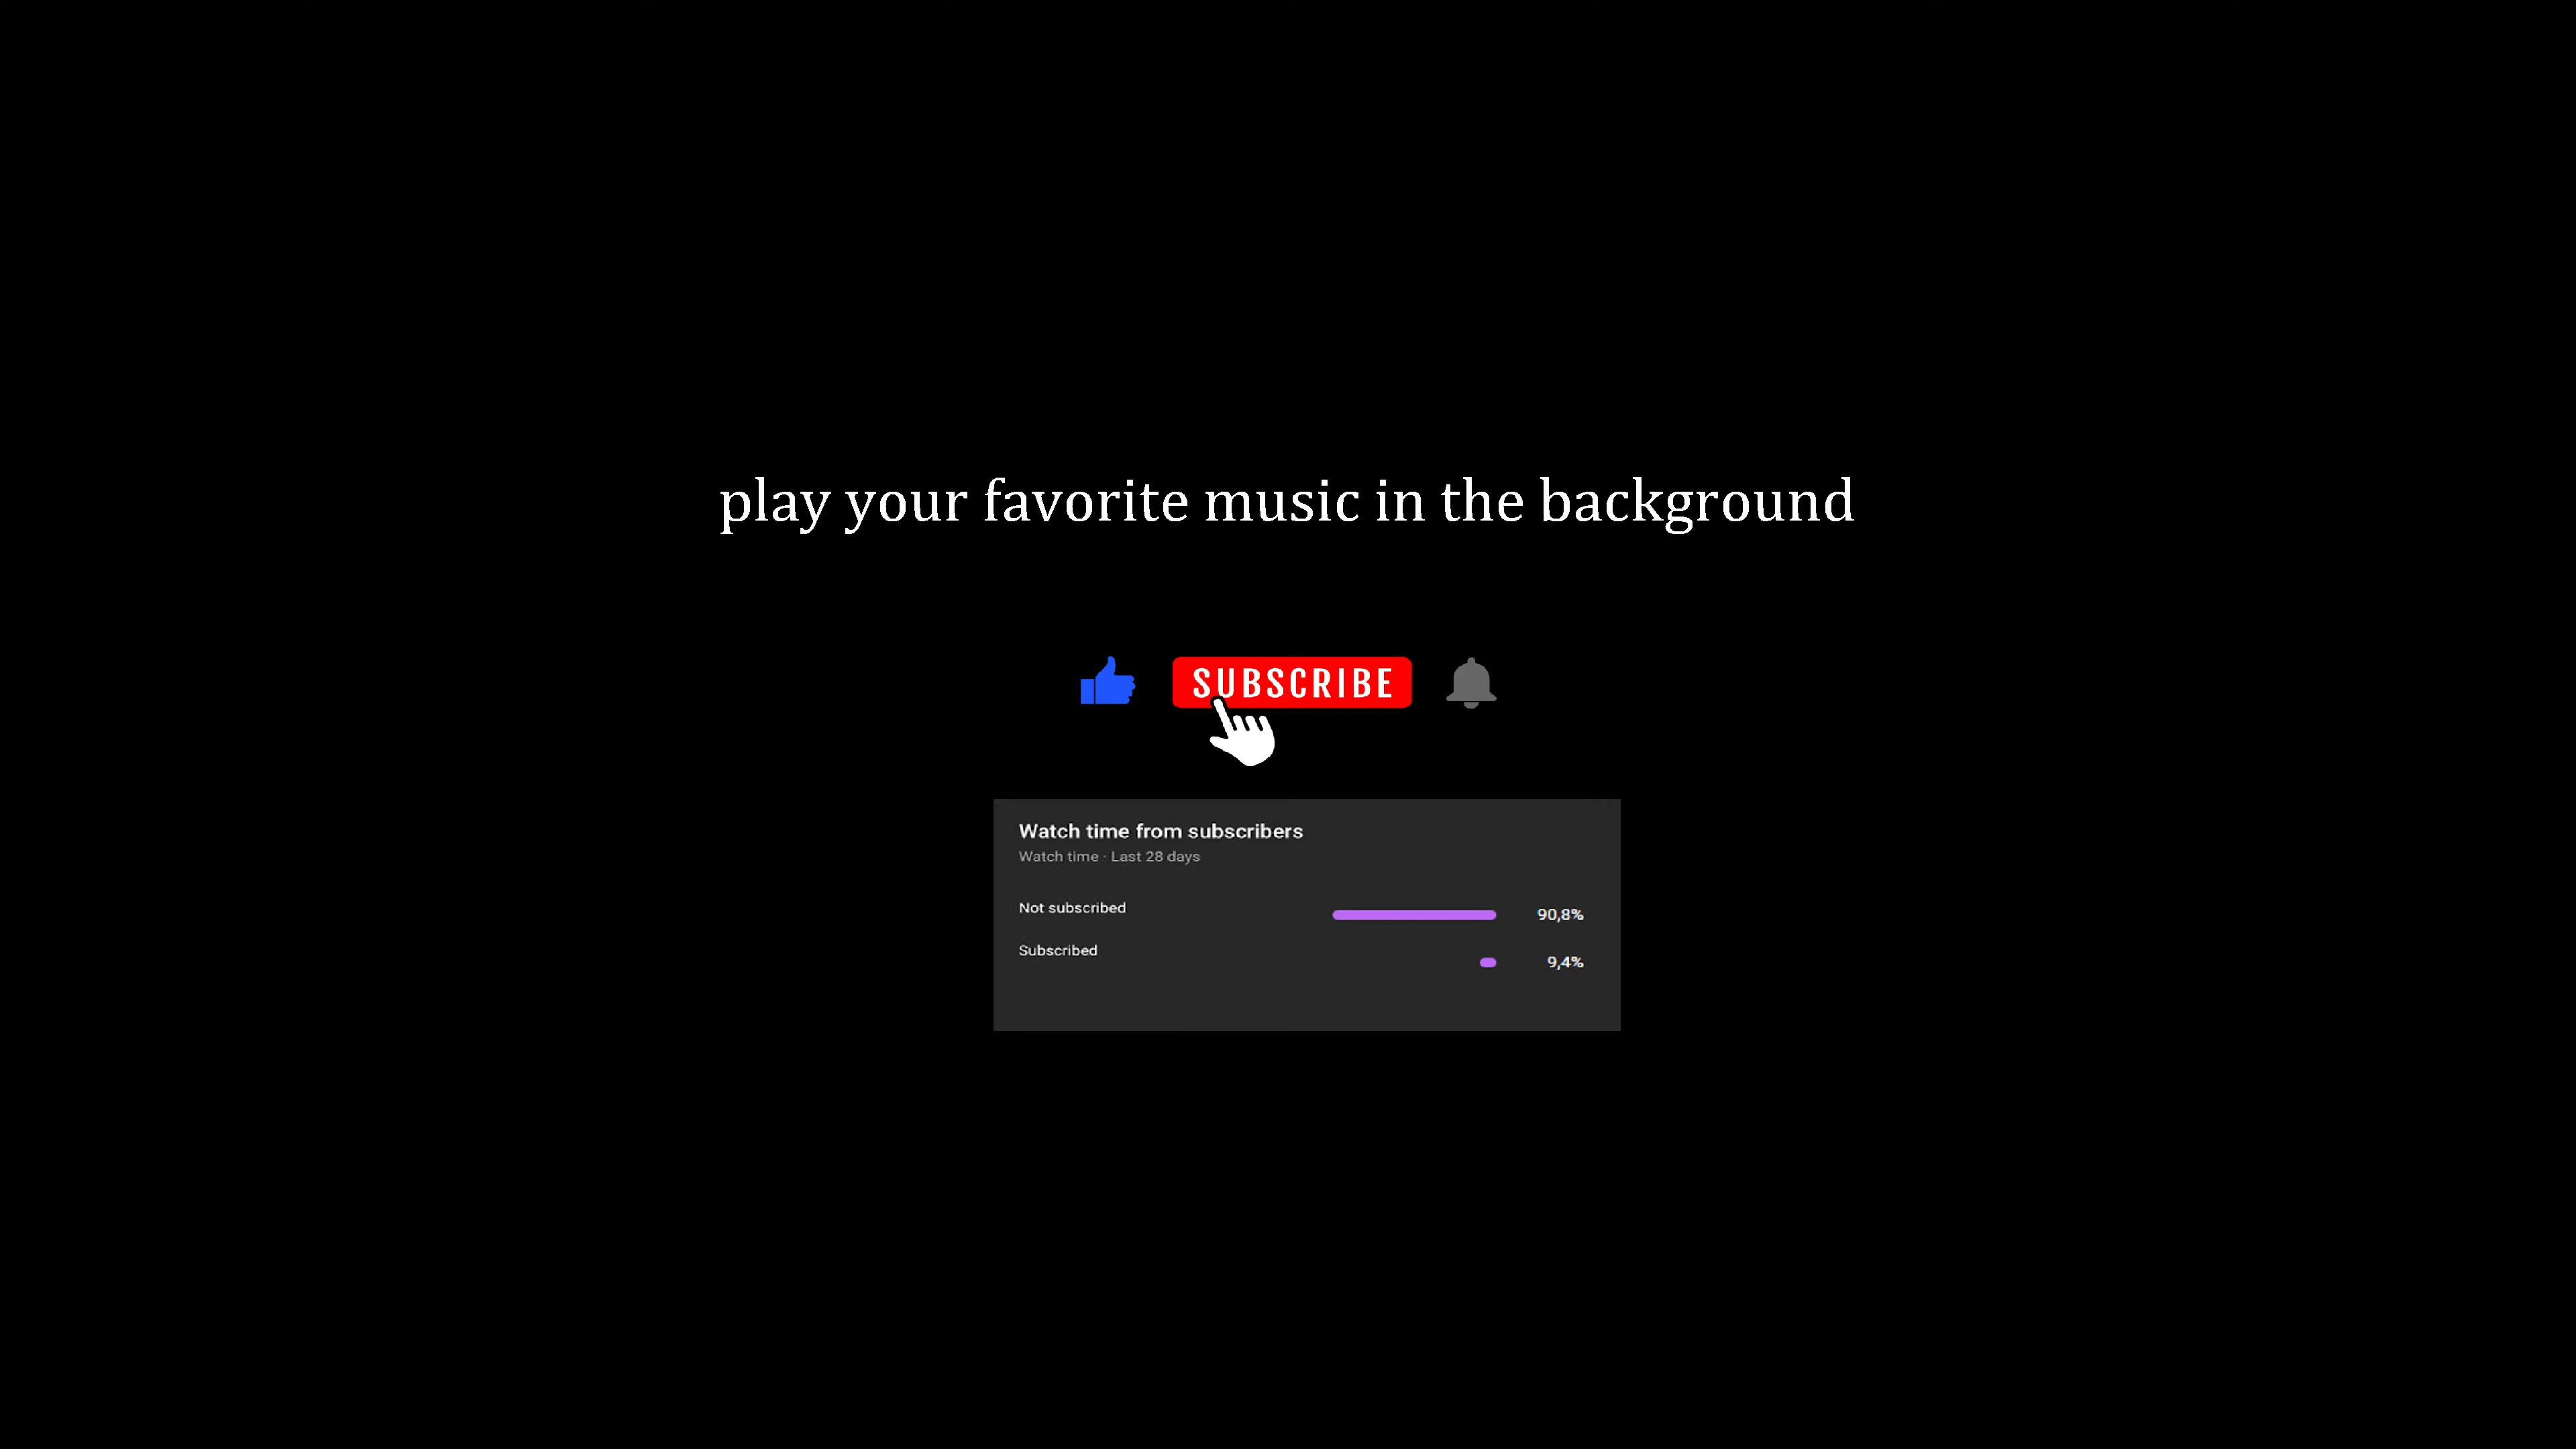 play your favorite music in the background
SUBSCRIBE
Watch time from subscribers
Watch time · Last 28 days
Not subscribed 90,8%
Subscribed 9,4%